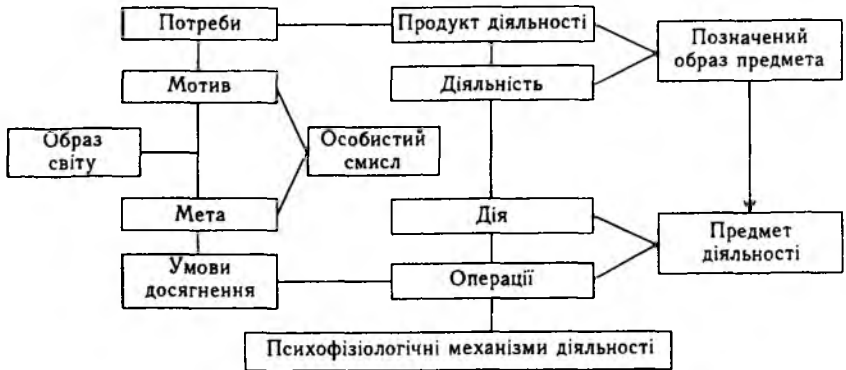 Потреби
Продукт діяльності
Позначений
образ предмета
Мотив
Діяльність
Образ
світу
Особистий
смисл
Мета
Дія
Предмет
діяльності
Умови
досягнення
Операції
Психофізіологічні механізми діяльності